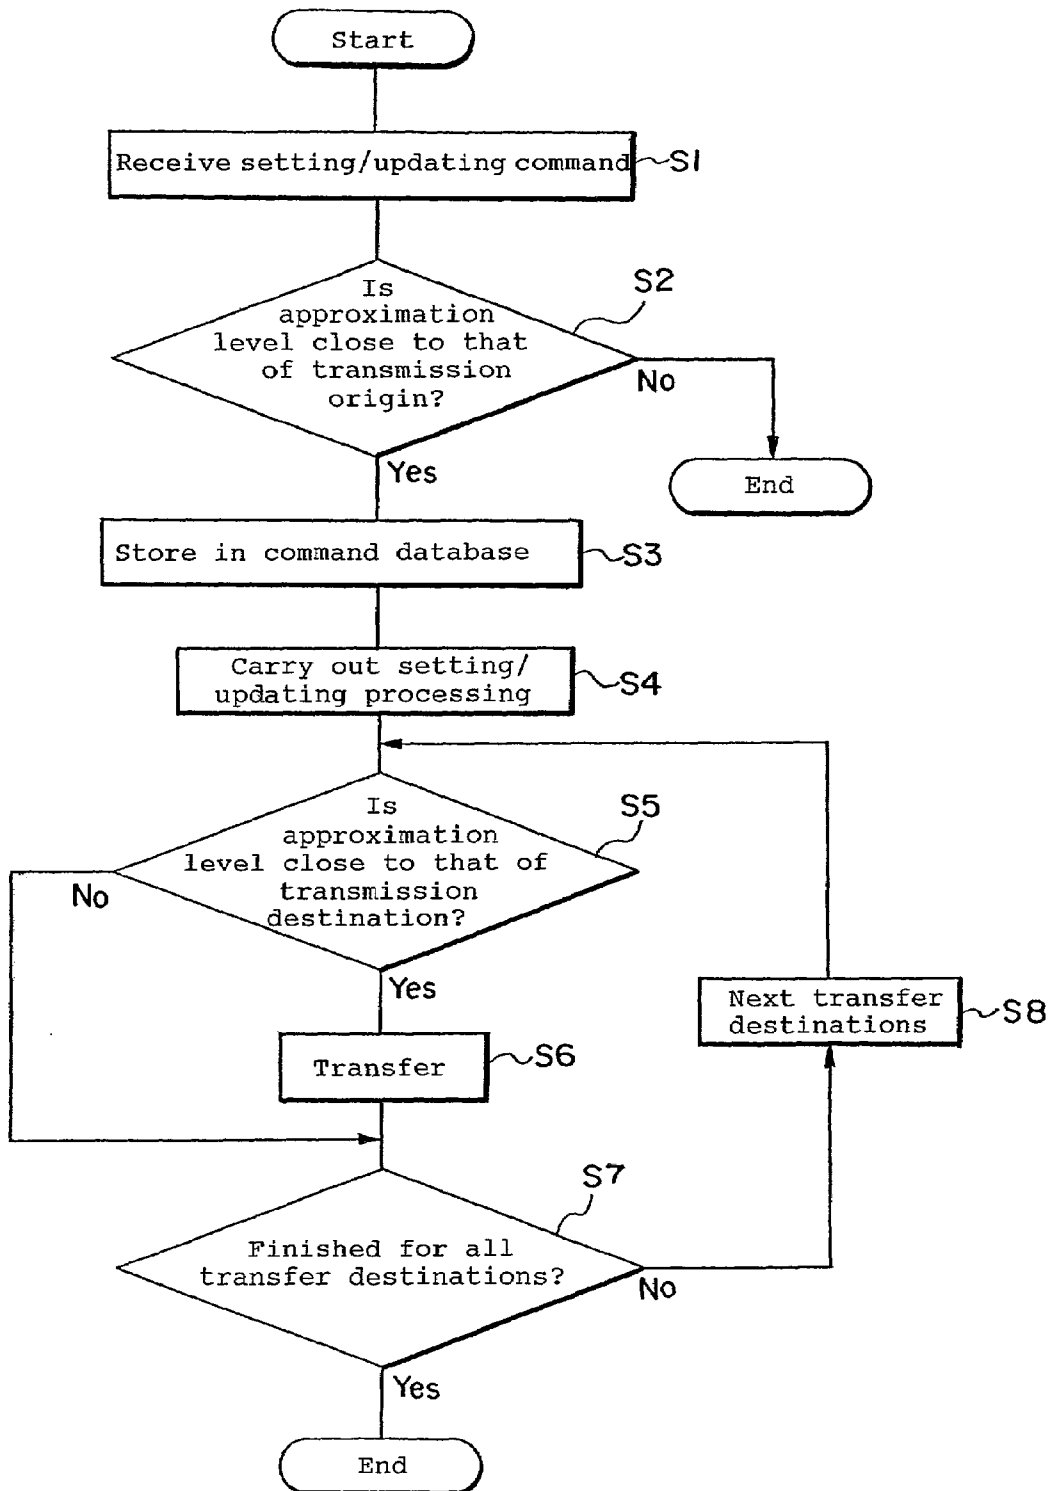 Start
Receive setting/updating command
S1
Is
approximation
level close to that
of transmission
origin?
S2
No
End
Yes
Store in command database
S3
Carry out setting/
updating processing
S4
Is
approximation
level close to that of
transmission
destination?
S5
No
Yes
Transfer
S6
Next transfer
destinations
S8
Finished for all
transfer destinations?
S7
No
Yes
End